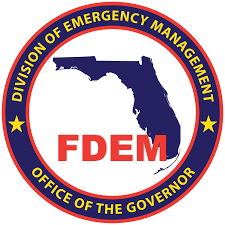 DIVISION OF EMERGENCY MANAGEMENT
FDEM
OFFICE OF THE GOVERNOR